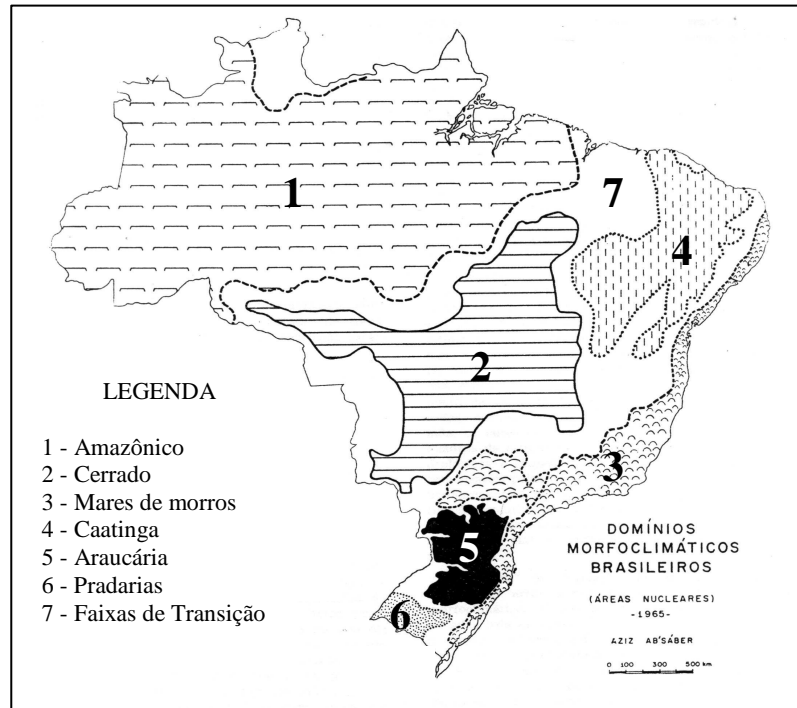 1
7
4
2
3
5
6
LEGENDA
1 - Amazônico
2 - Cerrado
3 - Mares de morros
4 - Caatinga
5 - Araucária
6 - Pradarias
7 - Faixas de Transição
DOMÍNIOS
MORFOCLIMÁTICOS
BRASILEIROS
(ÁREAS NUCLEARES)
-1965-
AZIZ AB'SÁBER
0 100 300 500 km